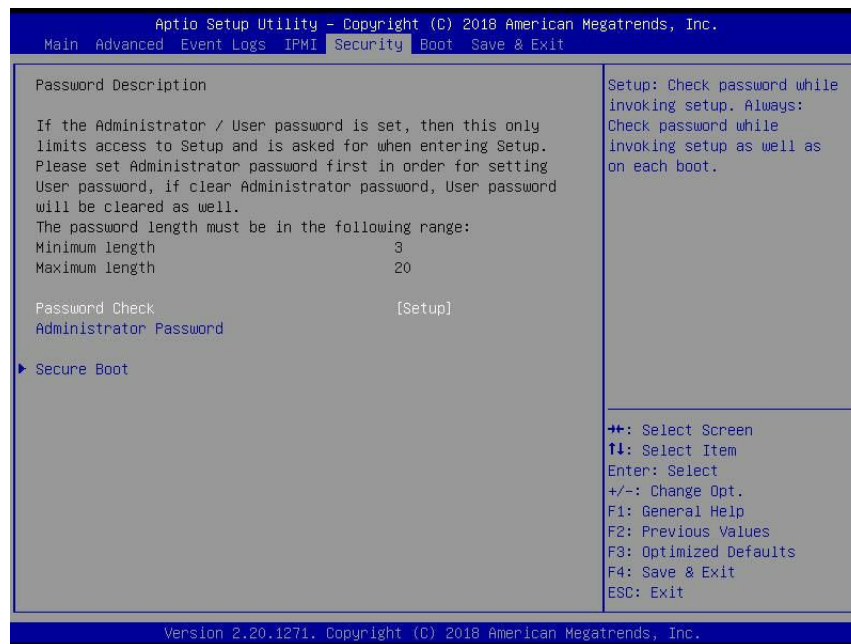 Aptio Setup Utility – Copyright (C) 2018 American Megatrends, Inc.
Main Advanced Event Logs IPMI Security Boot Save & Exit
Password Description
If the Administrator / User password is set, then this only
limits access to Setup and is asked for when entering Setup.
Please set Administrator password first in order for setting
User password, if clear Administrator password, User password
will be cleared as well.
The password length must be in the following range:
Minimum length 3
Maximum length 20
Password Check [Setup]
Administrator Password
▶ Secure Boot
Setup: Check password while
invoking setup. Always:
Check password while
invoking setup as well as
on each boot.
→←: Select Screen
↑↓: Select Item
Enter: Select
+/-: Change Opt.
F1: General Help
F2: Previous Values
F3: Optimized Defaults
F4: Save & Exit
ESC: Exit
Version 2.20.1271. Copyright (C) 2018 American Megatrends, Inc.